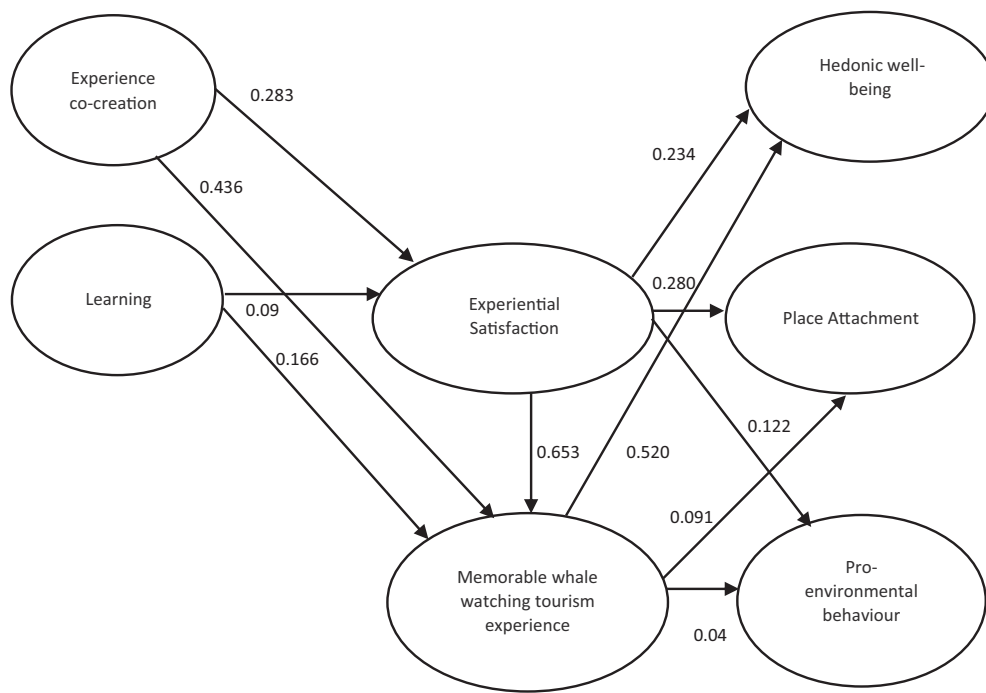 Experience
co-creation
0.283
Hedonic well-
being
0.234
0.436
Learning
0.09
0.166
Experiential
Satisfaction
0.280
Place Attachment
0.653
0.520
0.122
0.091
Memorable whale
watching tourism
experience
0.04
Pro-
environmental
behaviour